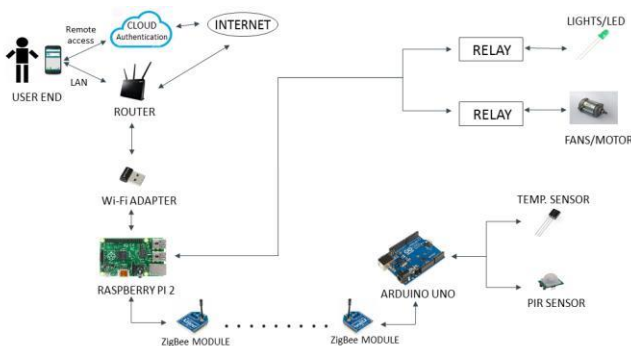 CLOUD
Authentication
INTERNET
Remote
access
LAN
USER END
ROUTER
Wi-Fi ADAPTER
RASPBERRY PI 2
ZigBee MODULE
ZigBee MODULE
ARDUINO UNO
RELAY
LIGHTS/LED
RELAY
FANS/MOTOR
TEMP. SENSOR
PIR SENSOR